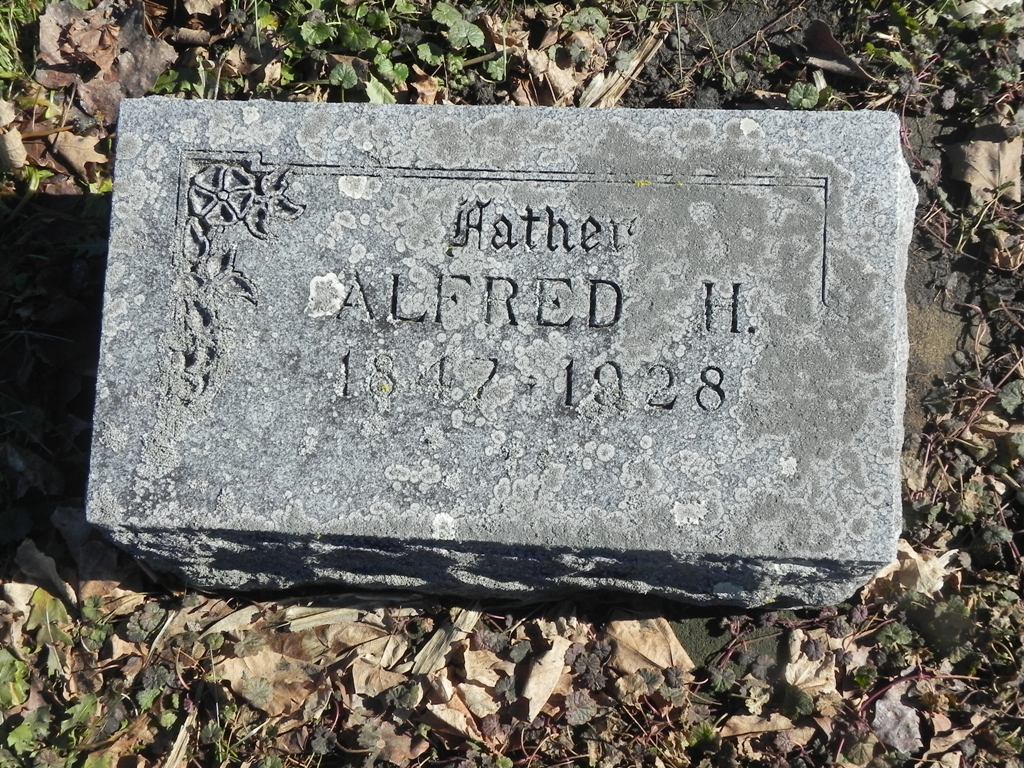 Father
ALFRED H.
1847-1928